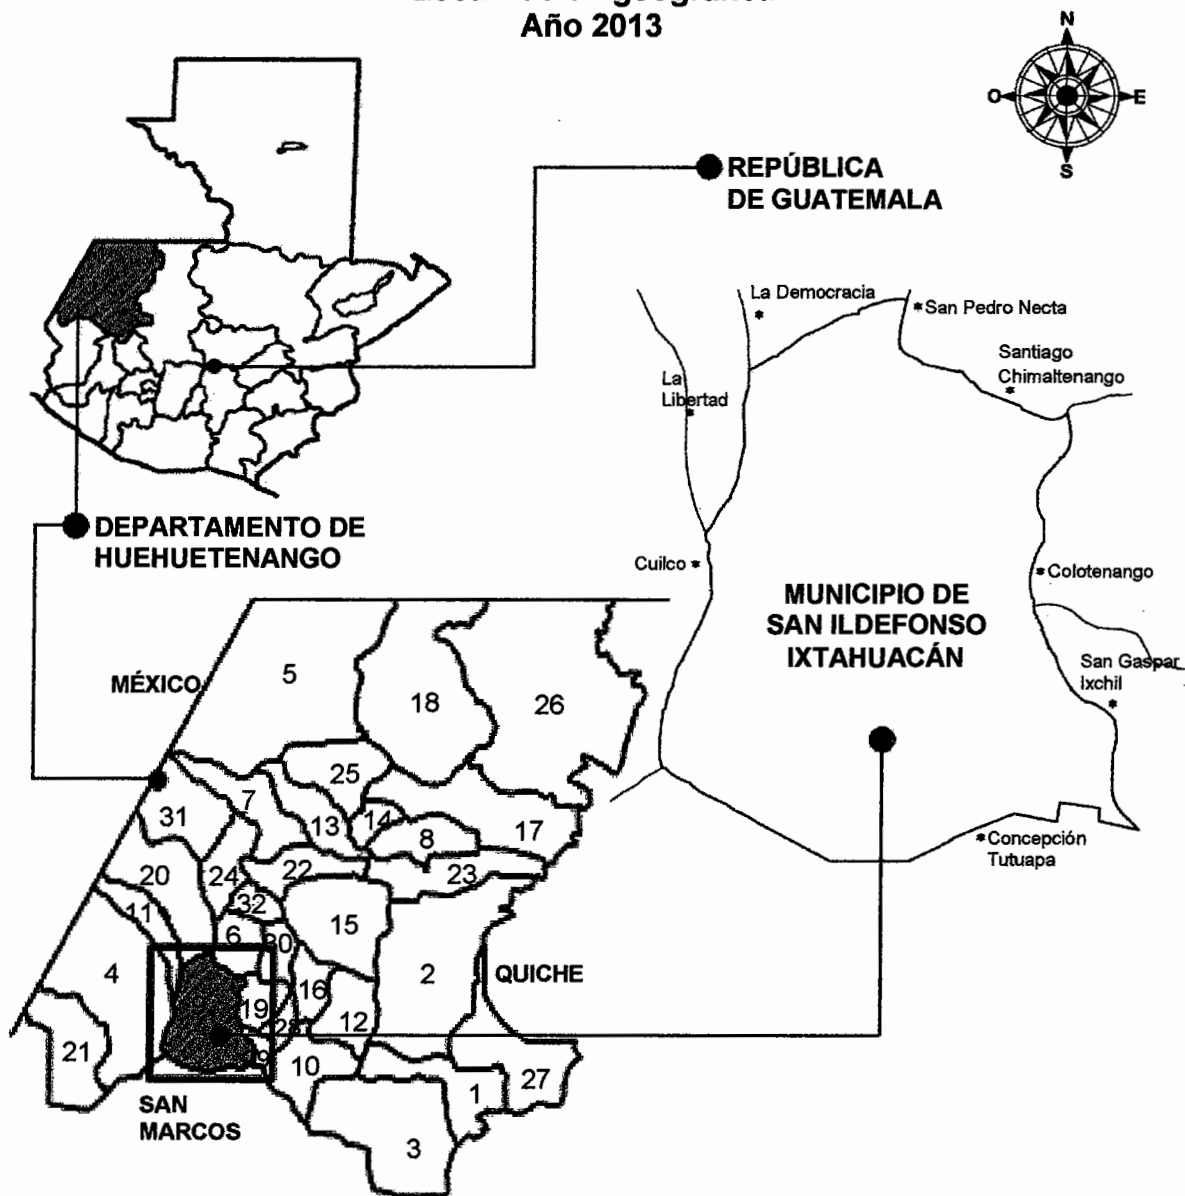 Año 2013
N
O
E
S
REPÚBLICA
DE GUATEMALA
La Democracia
San Pedro Necta
Santiago
Chimaltenango
La
Libertad
DEPARTAMENTO DE
HUEHUETENANGO
Cuilco
Colotenango
MUNICIPIO DE
SAN ILDEFONSO
IXTAHUACÁN
San Gaspar
Ixchil
Concepción
Tutuapa
MÉXICO
5
18
26
25
7
31
13
14
8
17
22
23
20
24
32
11
15
6
30
4
2
QUICHE
16
19
28
12
21
9
10
1
27
SAN
MARCOS
3